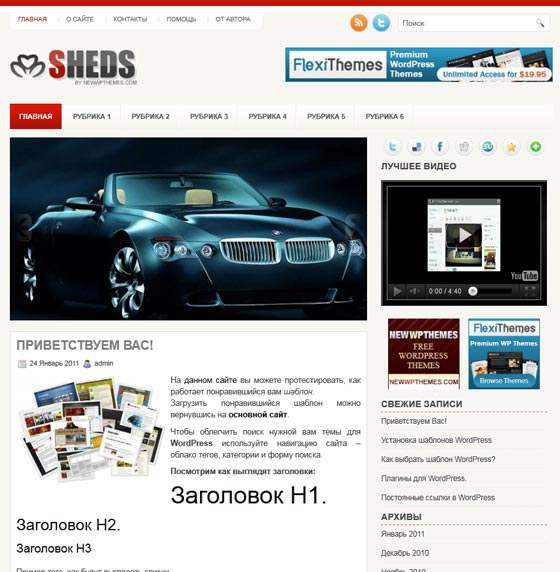 ГЛАВНАЯ О САЙТЕ КОНТАКТЫ ПОМОЩЬ ОТ АВТОРА
Поиск
SHEDS
BY NEWWPTHEMES.COM
FlexiThemes
Premium
WordPress
Themes
Unlimited Access for $19.95
ГЛАВНАЯ РУБРИКА 1 РУБРИКА 2 РУБРИКА 3 РУБРИКА 4 РУБРИКА 5 РУБРИКА 6
ПРИВЕТСТВУЕМ ВАС!
24 Январь 2011 admin
На данном сайте вы можете протестировать, как
работает понравившийся вам шаблон.
Загрузить понравившийся шаблон можно
вернувшись на основной сайт.
Чтобы облегчить поиск нужной вам темы для
WordPress используйте навигацию сайта –
облако тегов, категории и форму поиска.
Посмотрим как выглядят заголовки:
Заголовок H1.
Заголовок H2.
Заголовок H3
ЛУЧШЕЕ ВИДЕО
YouTube
0:00 / 4:40
NEWWPTHEMES
FREE
WORDPRESS
THEMES
NEWWPTHEMES.COM
FlexiThemes
Premium WP Themes
Browse Themes
СВЕЖИЕ ЗАПИСИ
Приветствуем Вас!
Установка шаблонов WordPress
Как выбрать шаблон WordPress?
Плагины для WordPress.
Постоянные ссылки в WordPress
АРХИВЫ
Январь 2011
Декабрь 2010